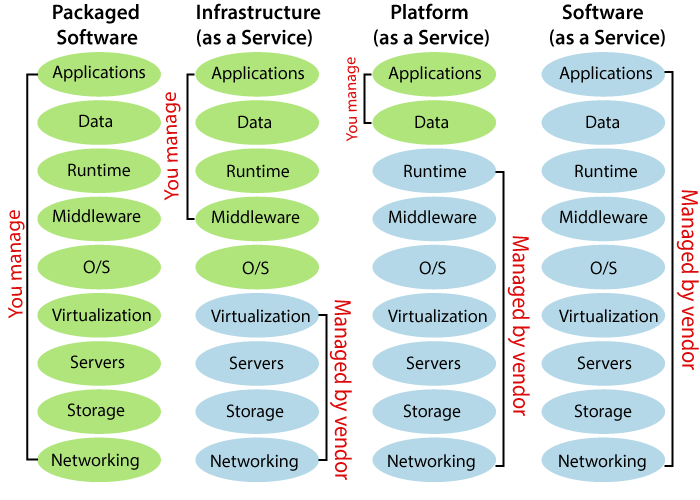 Packaged
Software
You manage
Applications
Data
Runtime
Middleware
O/S
Virtualization
Servers
Storage
Networking
Infrastructure
(as a Service)
You manage
Applications
Data
Runtime
Middleware
O/S
Virtualization
Servers
Storage
Networking
Managed by vendor
Platform
(as a Service)
You manage
Applications
Data
Runtime
Middleware
O/S
Virtualization
Servers
Storage
Networking
Managed by vendor
Software
(as a Service)
Applications
Data
Runtime
Middleware
O/S
Virtualization
Servers
Storage
Networking
Managed by vendor